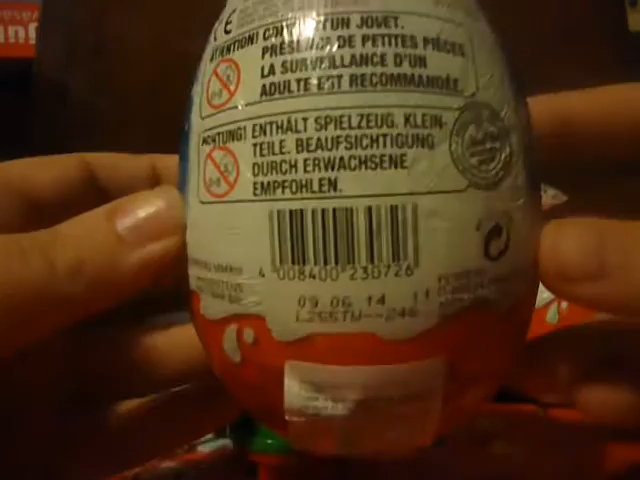 CE
ATTENTION! CONTIENT UN JOUET.
PRÉSENCE DE PETITES PIÈCES
LA SURVEILLANCE D'UN
ADULTE EST RECOMMANDÉE.
ACHTUNG! ENTHÄLT SPIELZEUG. KLEIN-
TEILE. BEAUFSICHTIGUNG
DURCH ERWACHSENE
EMPFOHLEN.
4 008400 230726
09.06 14